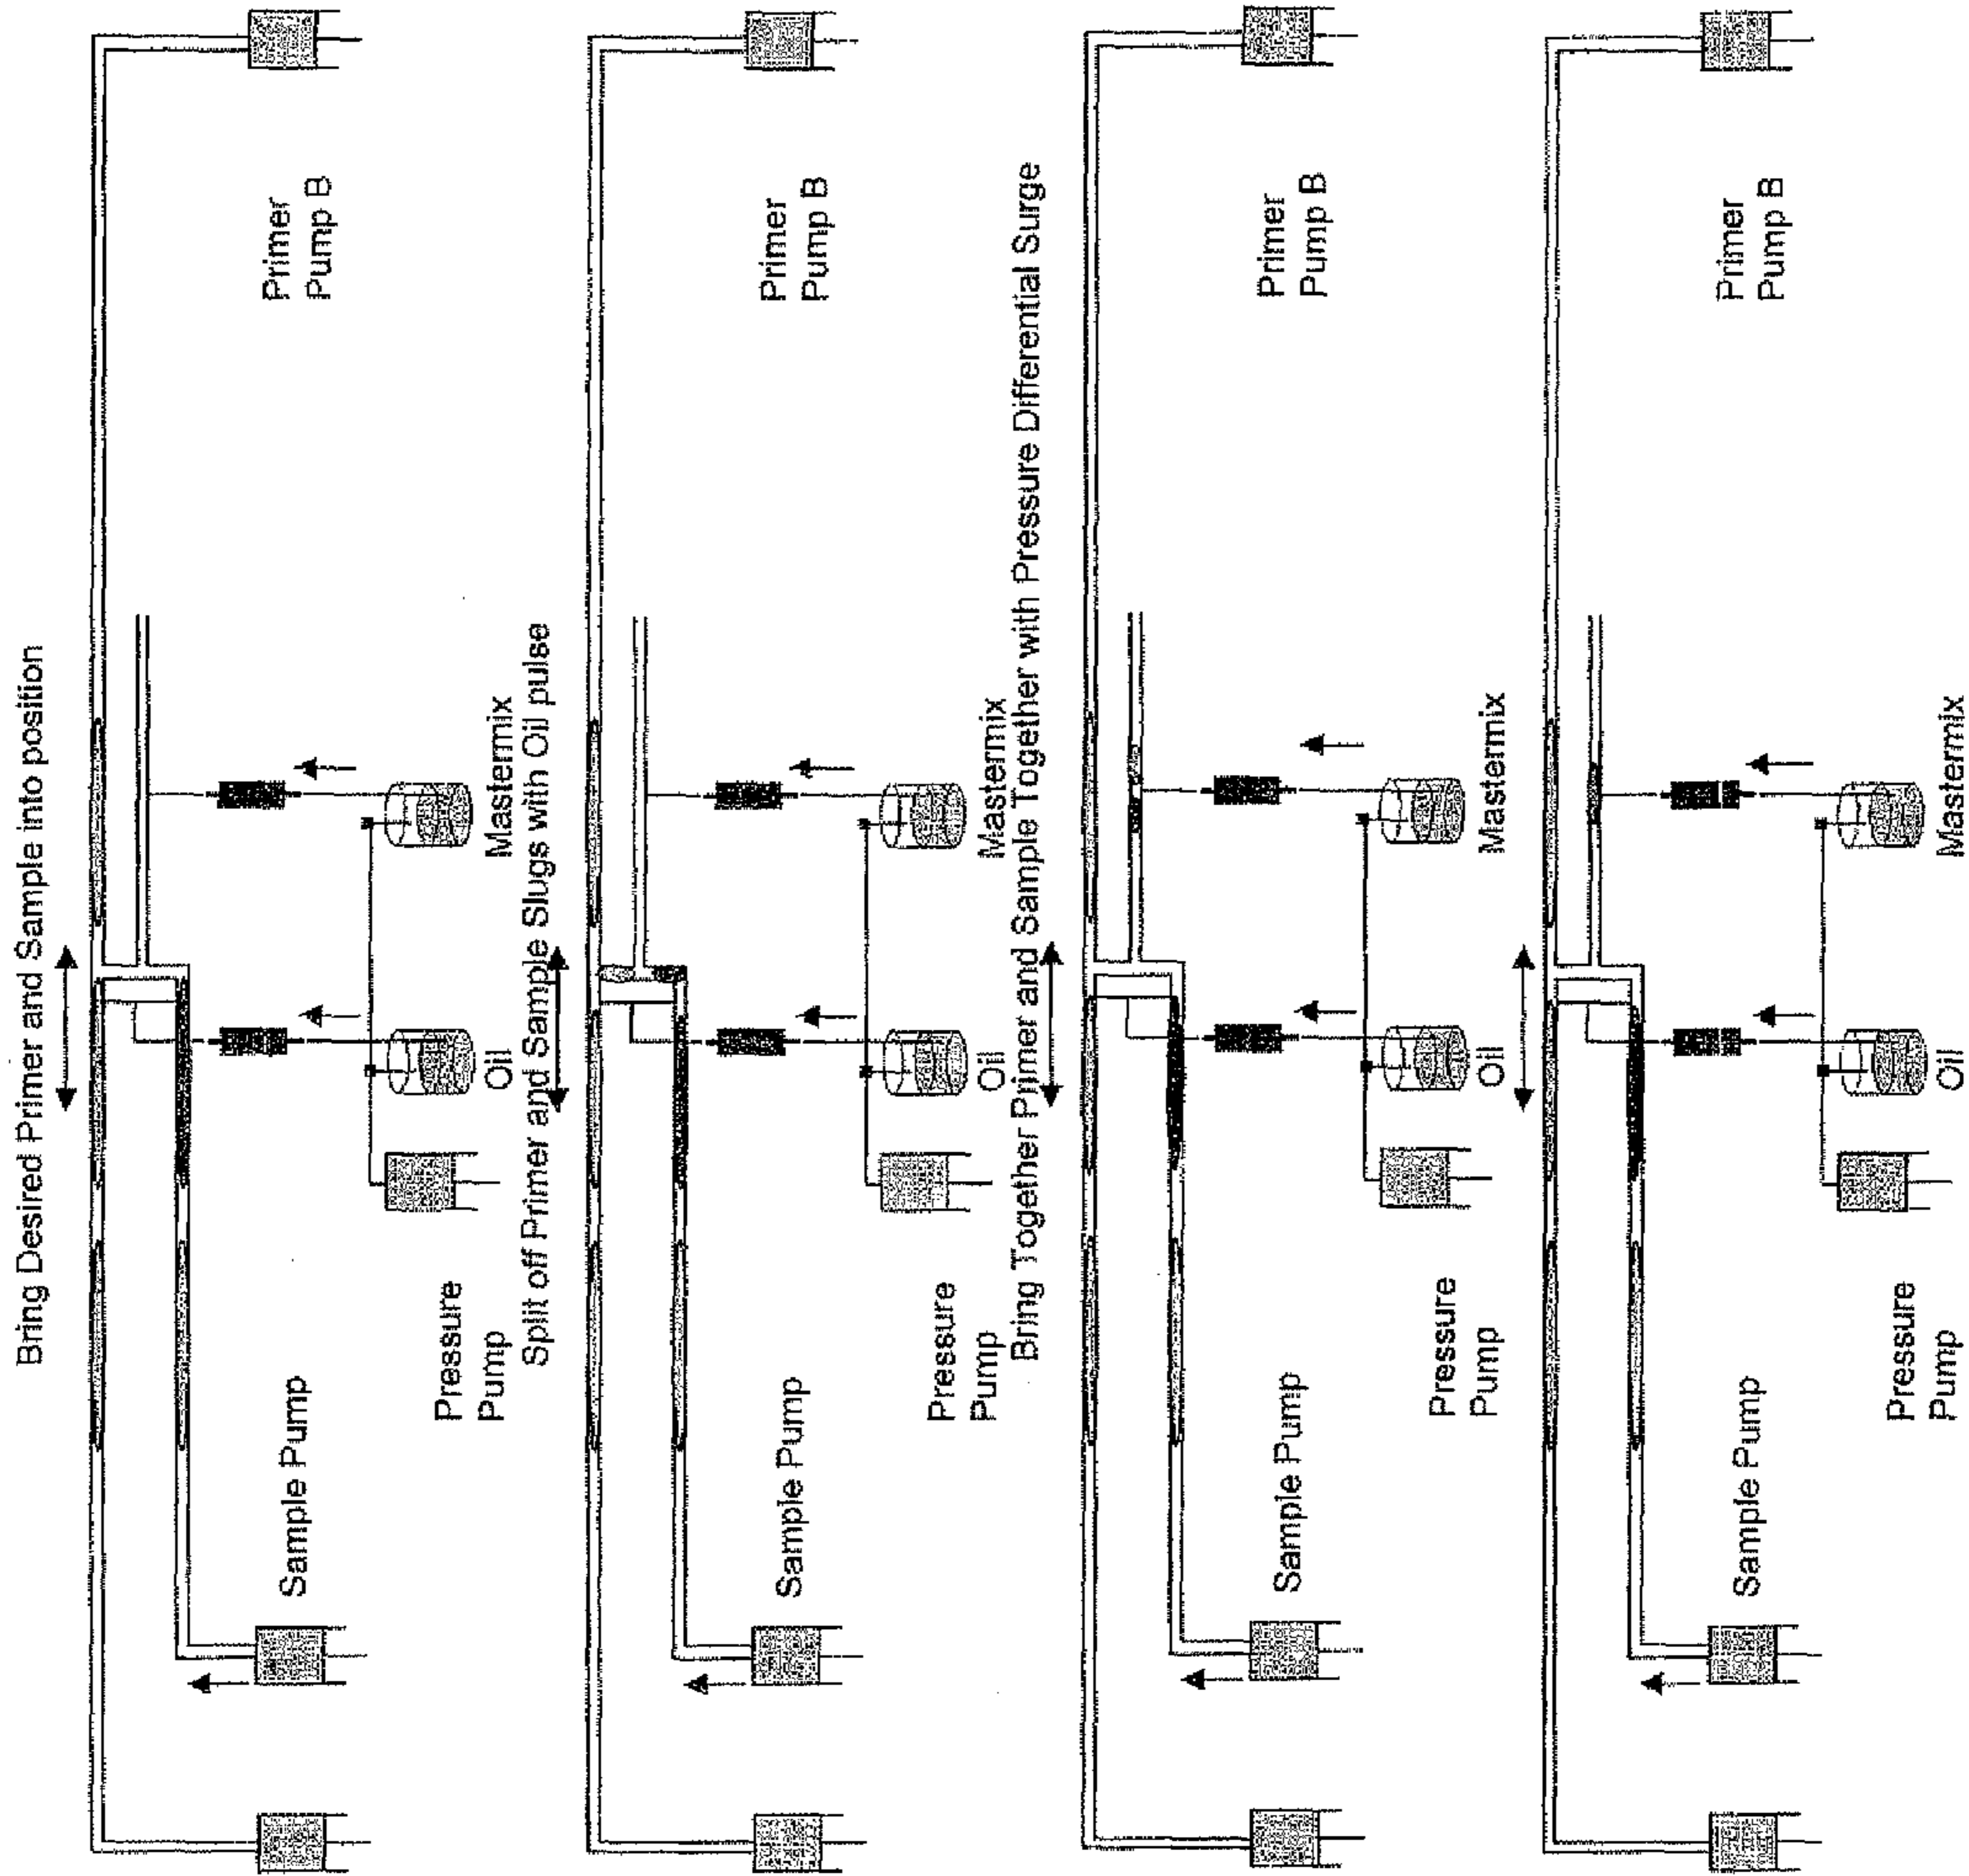 Bring Desired Primer and Sample into position
Primer
Pump B
Mastermix
Oil
Pressure
Pump
Sample Pump
Split off Primer and Sample Slugs with Oil pulse
Primer
Pump B
Mastermix
Oil
Pressure
Pump
Sample Pump
Bring Together Primer and Sample Together with Pressure Differential Surge
Primer
Pump B
Mastermix
Oil
Pressure
Pump
Sample Pump
Primer
Pump B
Mastermix
Oil
Pressure
Pump
Sample Pump